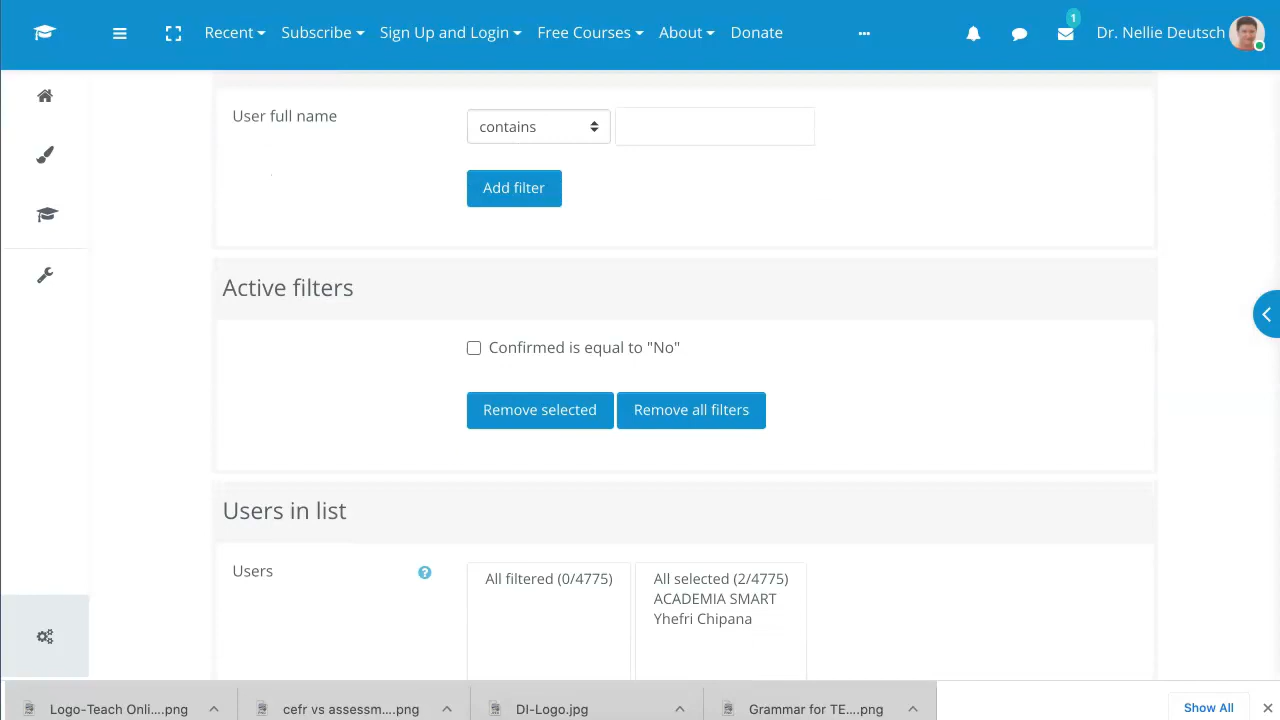 Recent Subscribe Sign Up and Login Free Courses About Donate ... 1 Dr. Nellie Deutsch
User full name contains
Add filter
Active filters
Confirmed is equal to "No"
Remove selected Remove all filters
Users in list
Users ? All filtered (0/4775) All selected (2/4775)
ACADEMIA SMART
Yhefri Chipana
Logo-Teach Onli....png cefr vs assessm....png DI-Logo.jpg Grammar for TE....png Show All